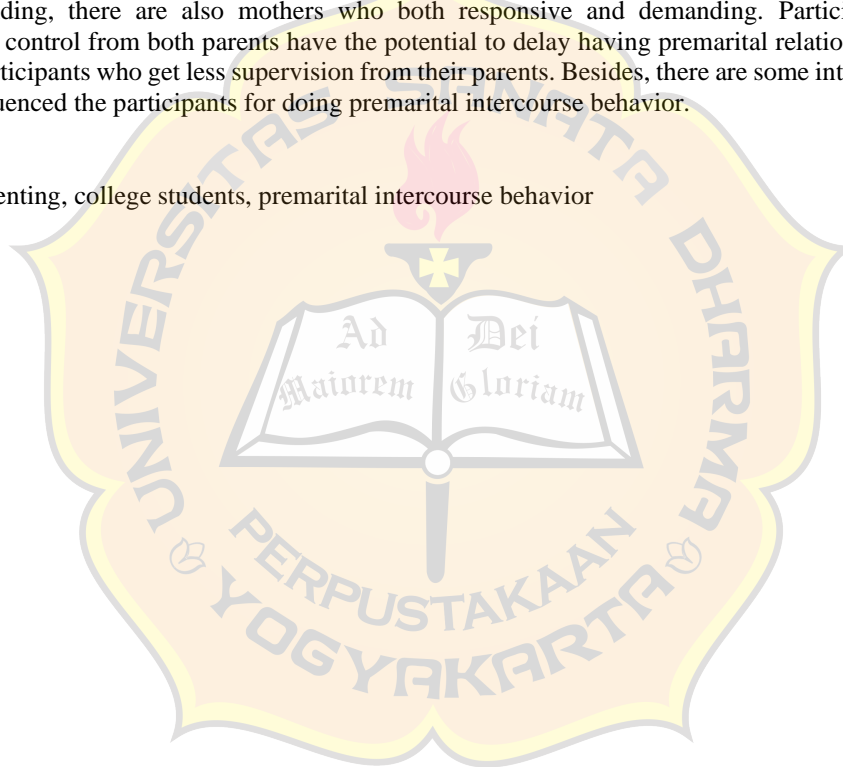 ding, there are also mothers who both responsive and demanding. Partici
control from both parents have the potential to delay having premarital relatio
ticipants who get less supervision from their parents. Besides, there are some int
uenced the participants for doing premarital intercourse behavior.
enting, college students, premarital intercourse behavior
UNIVERSITAS SANATA DHARMA
Ad Dei
Maiorem Gloriam
PERPUSTAKAAN
YOGYAKARTA